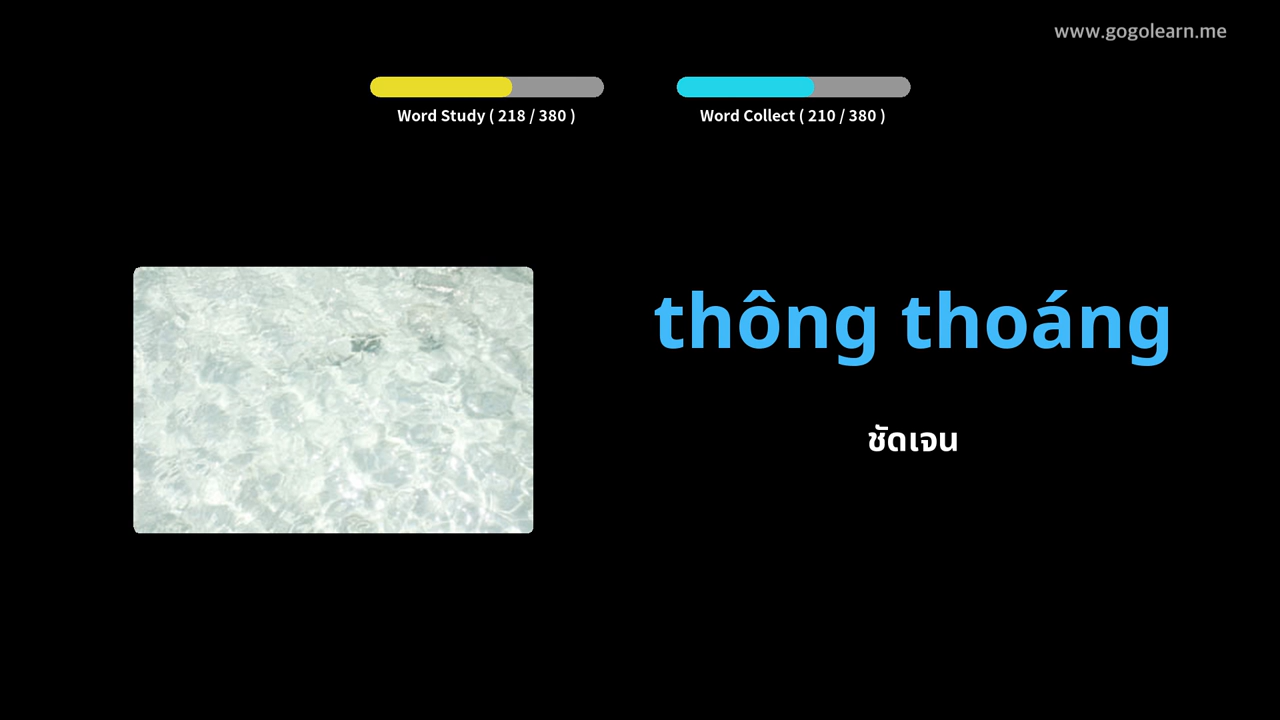 www.gogolearn.me
Word Study ( 218 / 380 )
Word Collect ( 210 / 380 )
thông thoáng
ชัดเจน